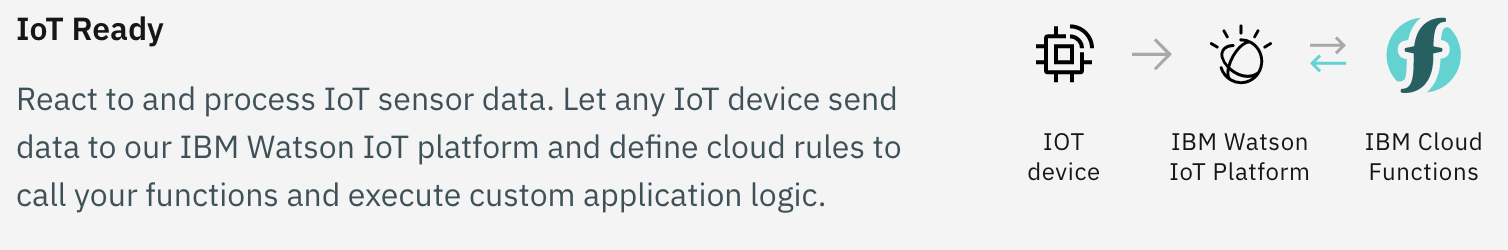 IoT Ready
React to and process IoT sensor data. Let any IoT device send
data to our IBM Watson IoT platform and define cloud rules to
call your functions and execute custom application logic.
IOT
device
IBM Watson
IoT Platform
IBM Cloud
Functions